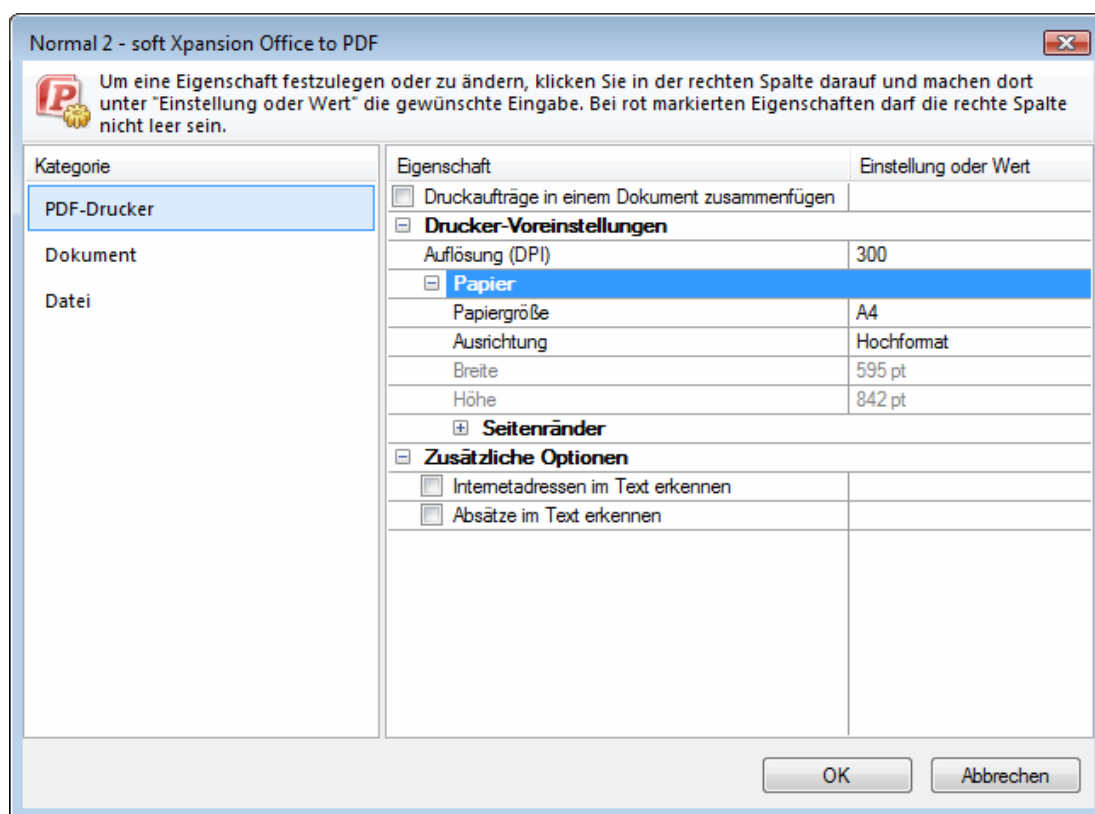 Normal 2 - soft Xpansion Office to PDF
Um eine Eigenschaft festzulegen oder zu ändern, klicken Sie in der rechten Spalte darauf und machen dort
unter "Einstellung oder Wert" die gewünschte Eingabe. Bei rot markierten Eigenschaften darf die rechte Spalte
nicht leer sein.
Kategorie
PDF-Drucker
Dokument
Datei
Eigenschaft Einstellung oder Wert
Druckaufträge in einem Dokument zusammenfügen
Drucker-Voreinstellungen
Auflösung (DPI) 300
Papier
Papiergröße A4
Ausrichtung Hochformat
Breite 595 pt
Höhe 842 pt
Seitenränder
Zusätzliche Optionen
Internetadressen im Text erkennen
Absätze im Text erkennen
OK Abbrechen